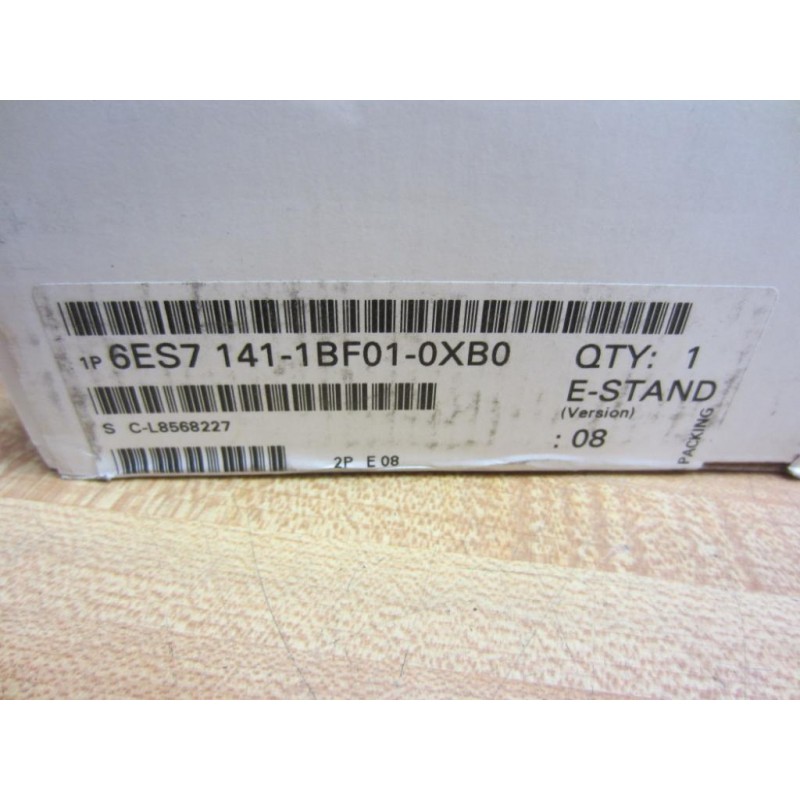 1P 6ES7 141-1BF01-0XB0 QTY: 1
E-STAND
(Version)
S C-L8568227
: 08
2P E 08
PACKING